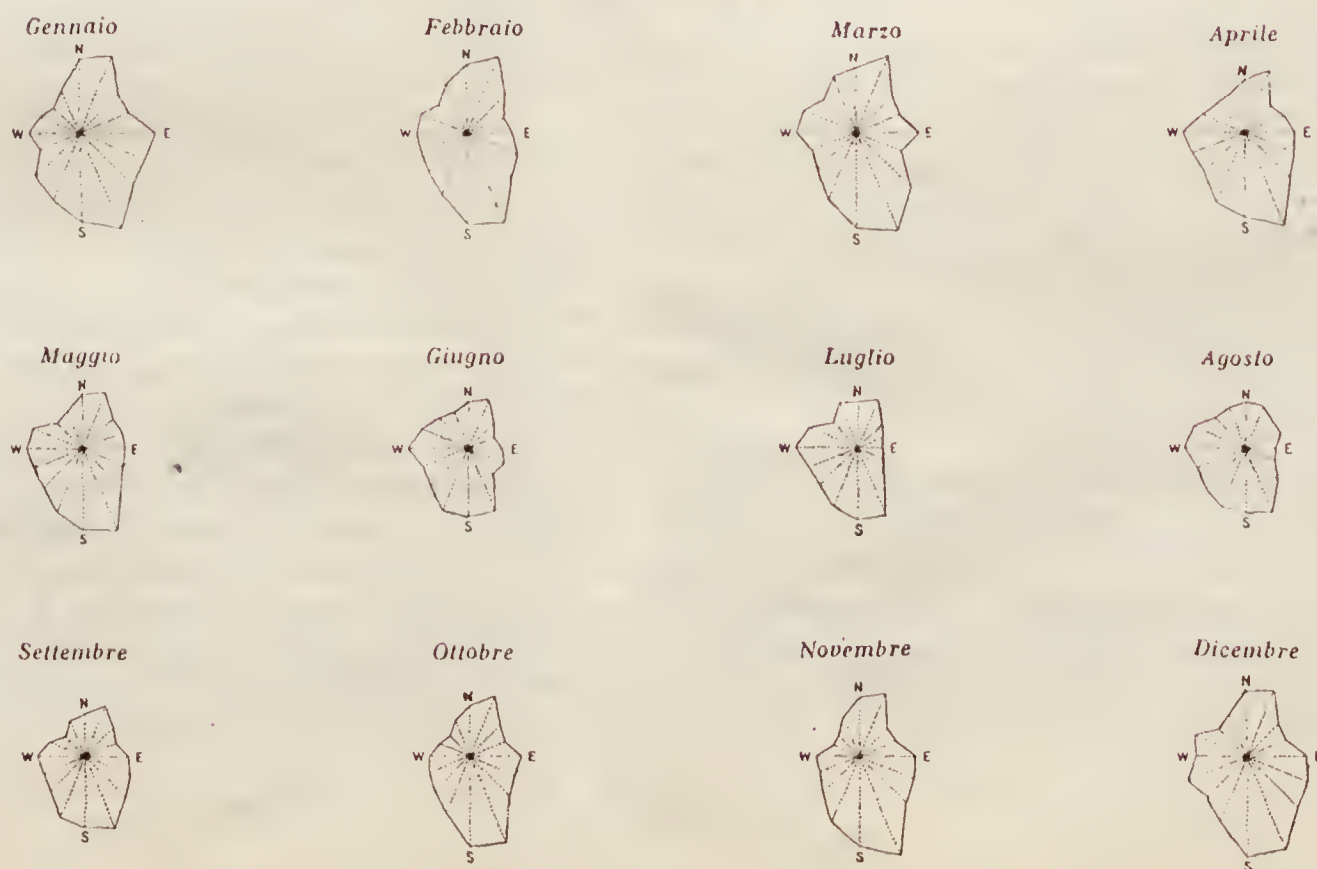 Gennaio Febbraio Marzo Aprile
N N N N
W E W E W E W E
S S S S
Maggio Giugno Luglio Agosto
N N N N
W E W E W E W E
S S S S
Settembre Ottobre Novembre Dicembre
N N N N
W E W E W E W E
S S S S